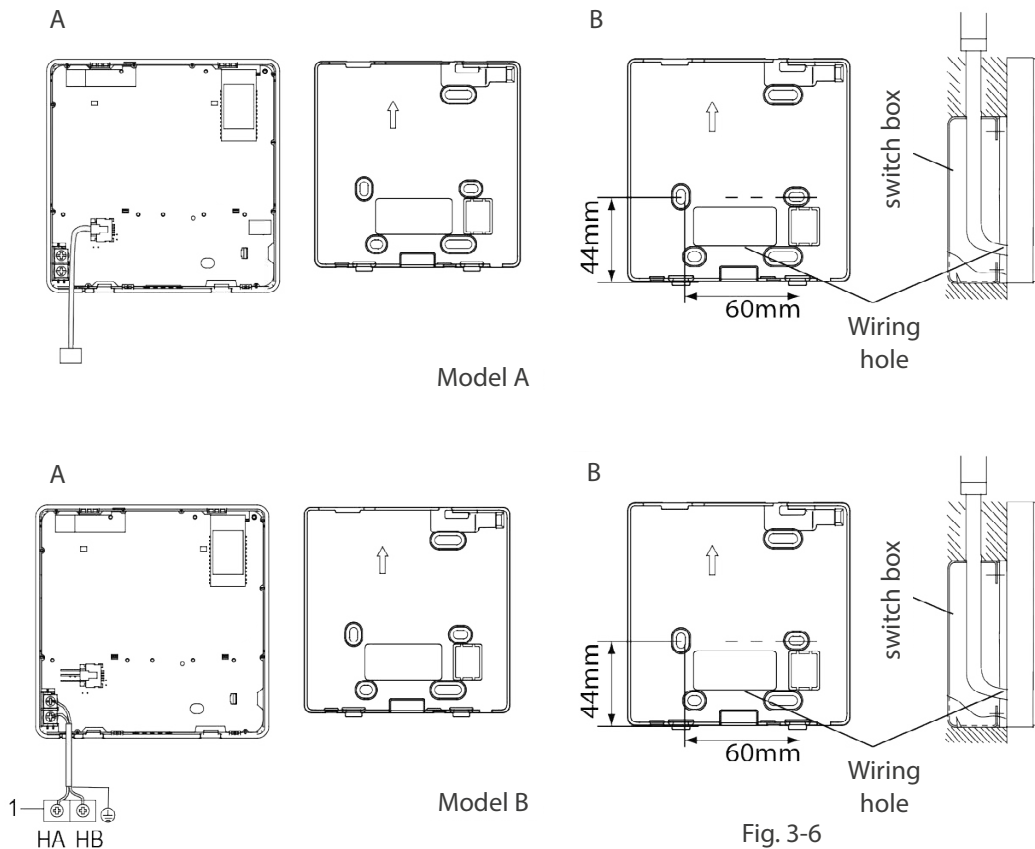 A
B
switch box
44mm
60mm
Wiring
hole
Model A
A
B
switch box
44mm
60mm
Wiring
hole
1
HA HB
Model B
Fig. 3-6